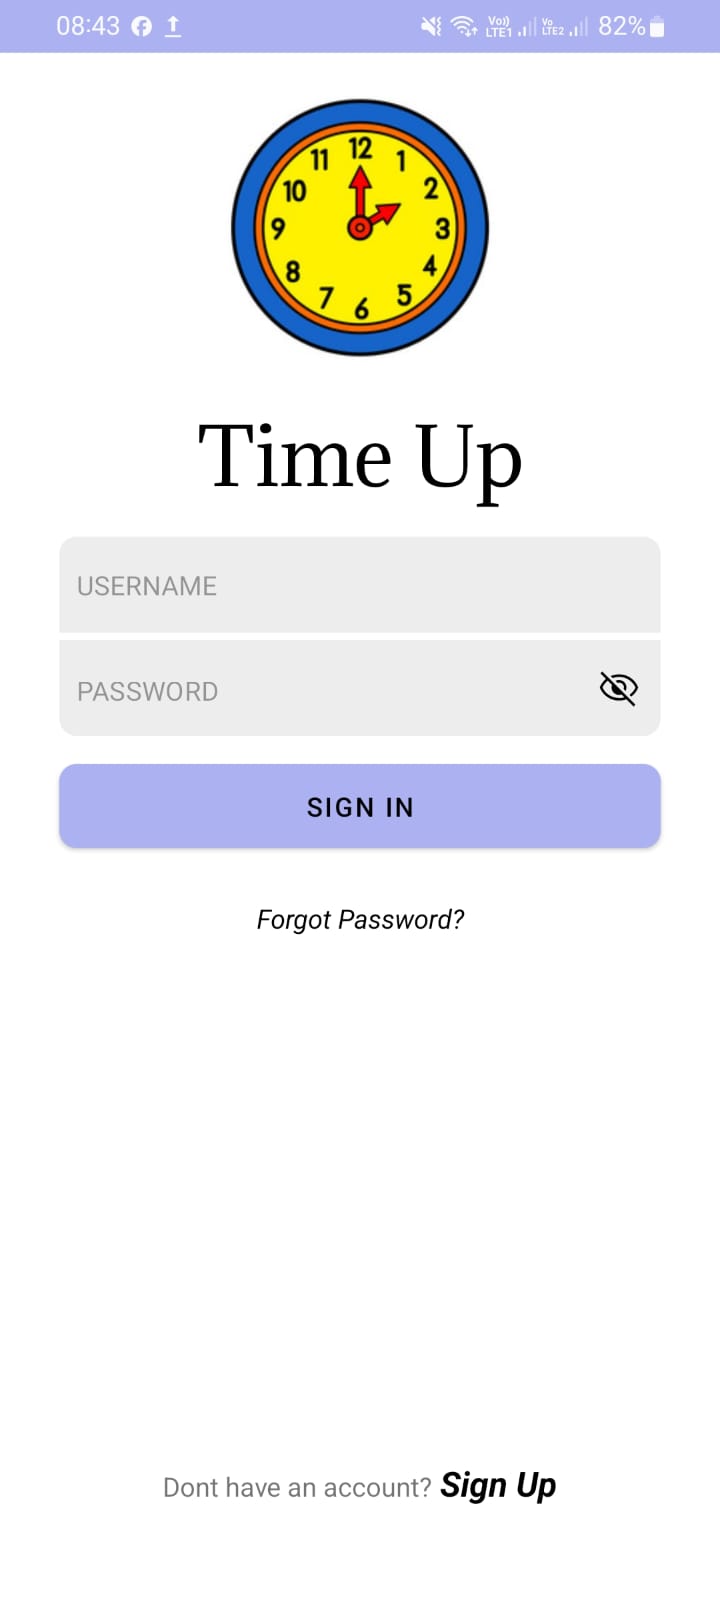 08:43 Vo)) LTE1 Vo LTE2 82%
12
11 1
10 2
9 3
8 4
7 5
6
Time Up
USERNAME
PASSWORD
SIGN IN
Forgot Password?
Dont have an account? Sign Up